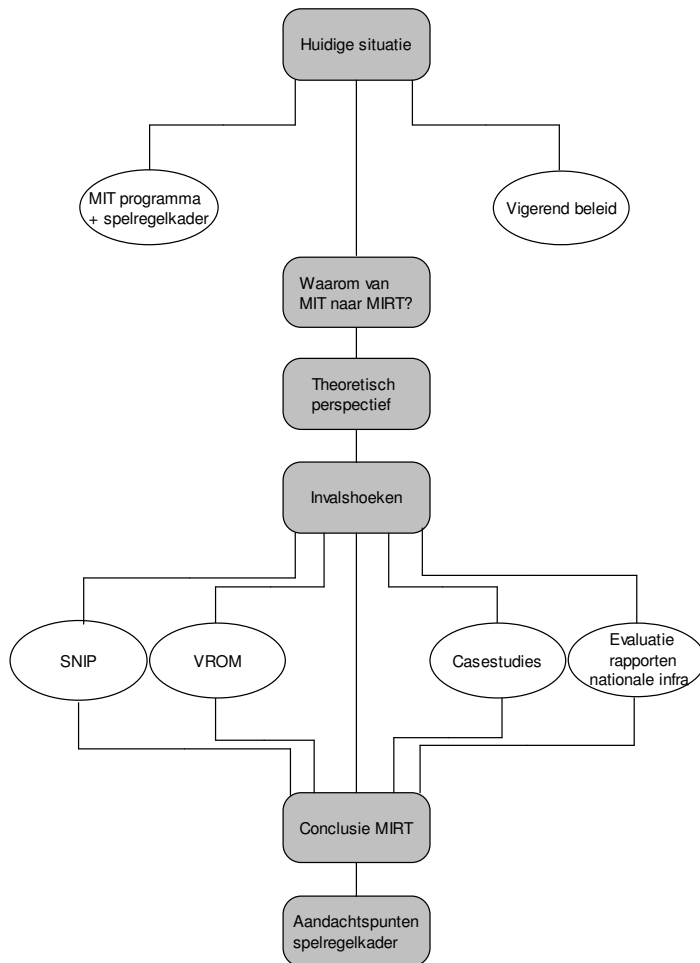 Huidige situatie
MIT programma
+ spelregelkader
Vigerend beleid
Waarom van
MIT naar MIRT?
Theoretisch
perspectief
Invalshoeken
SNIP
VROM
Casestudies
Evaluatie
rapporten
nationale infra
Conclusie MIRT
Aandachtspunten
spelregelkader